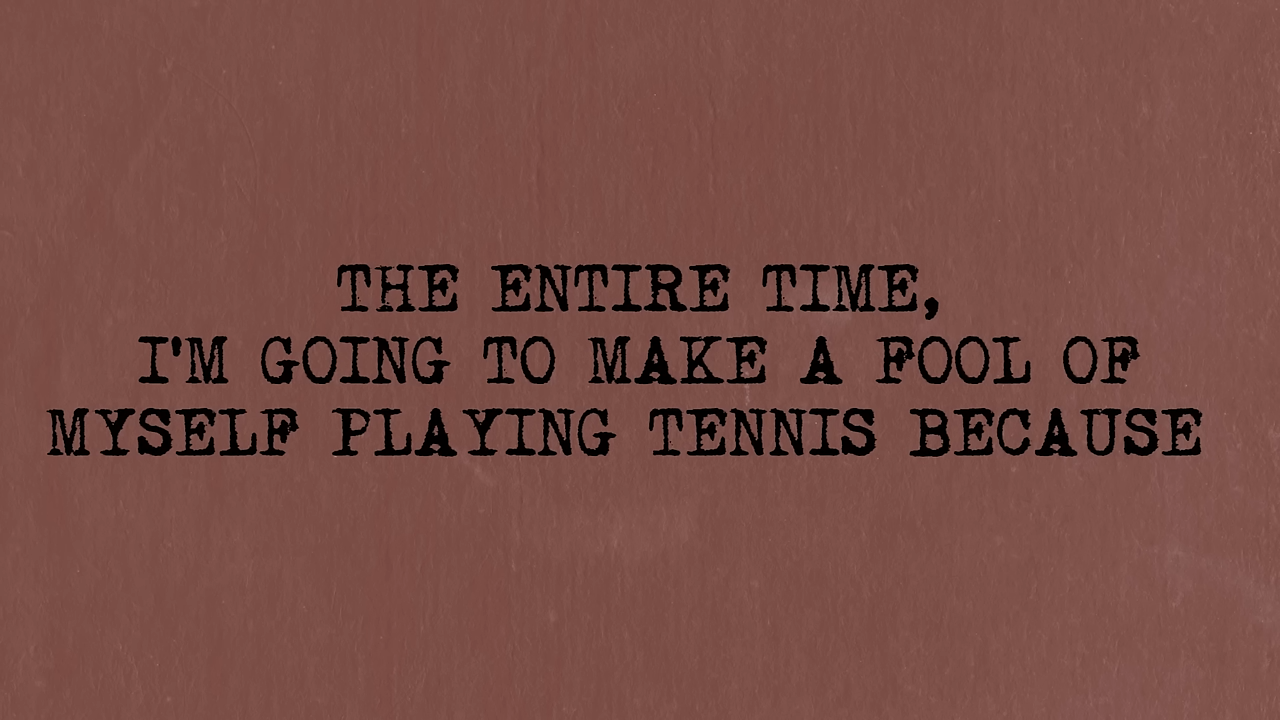 THE ENTIRE TIME,
I'M GOING TO MAKE A FOOL OF
MYSELF PLAYING TENNIS BECAUSE